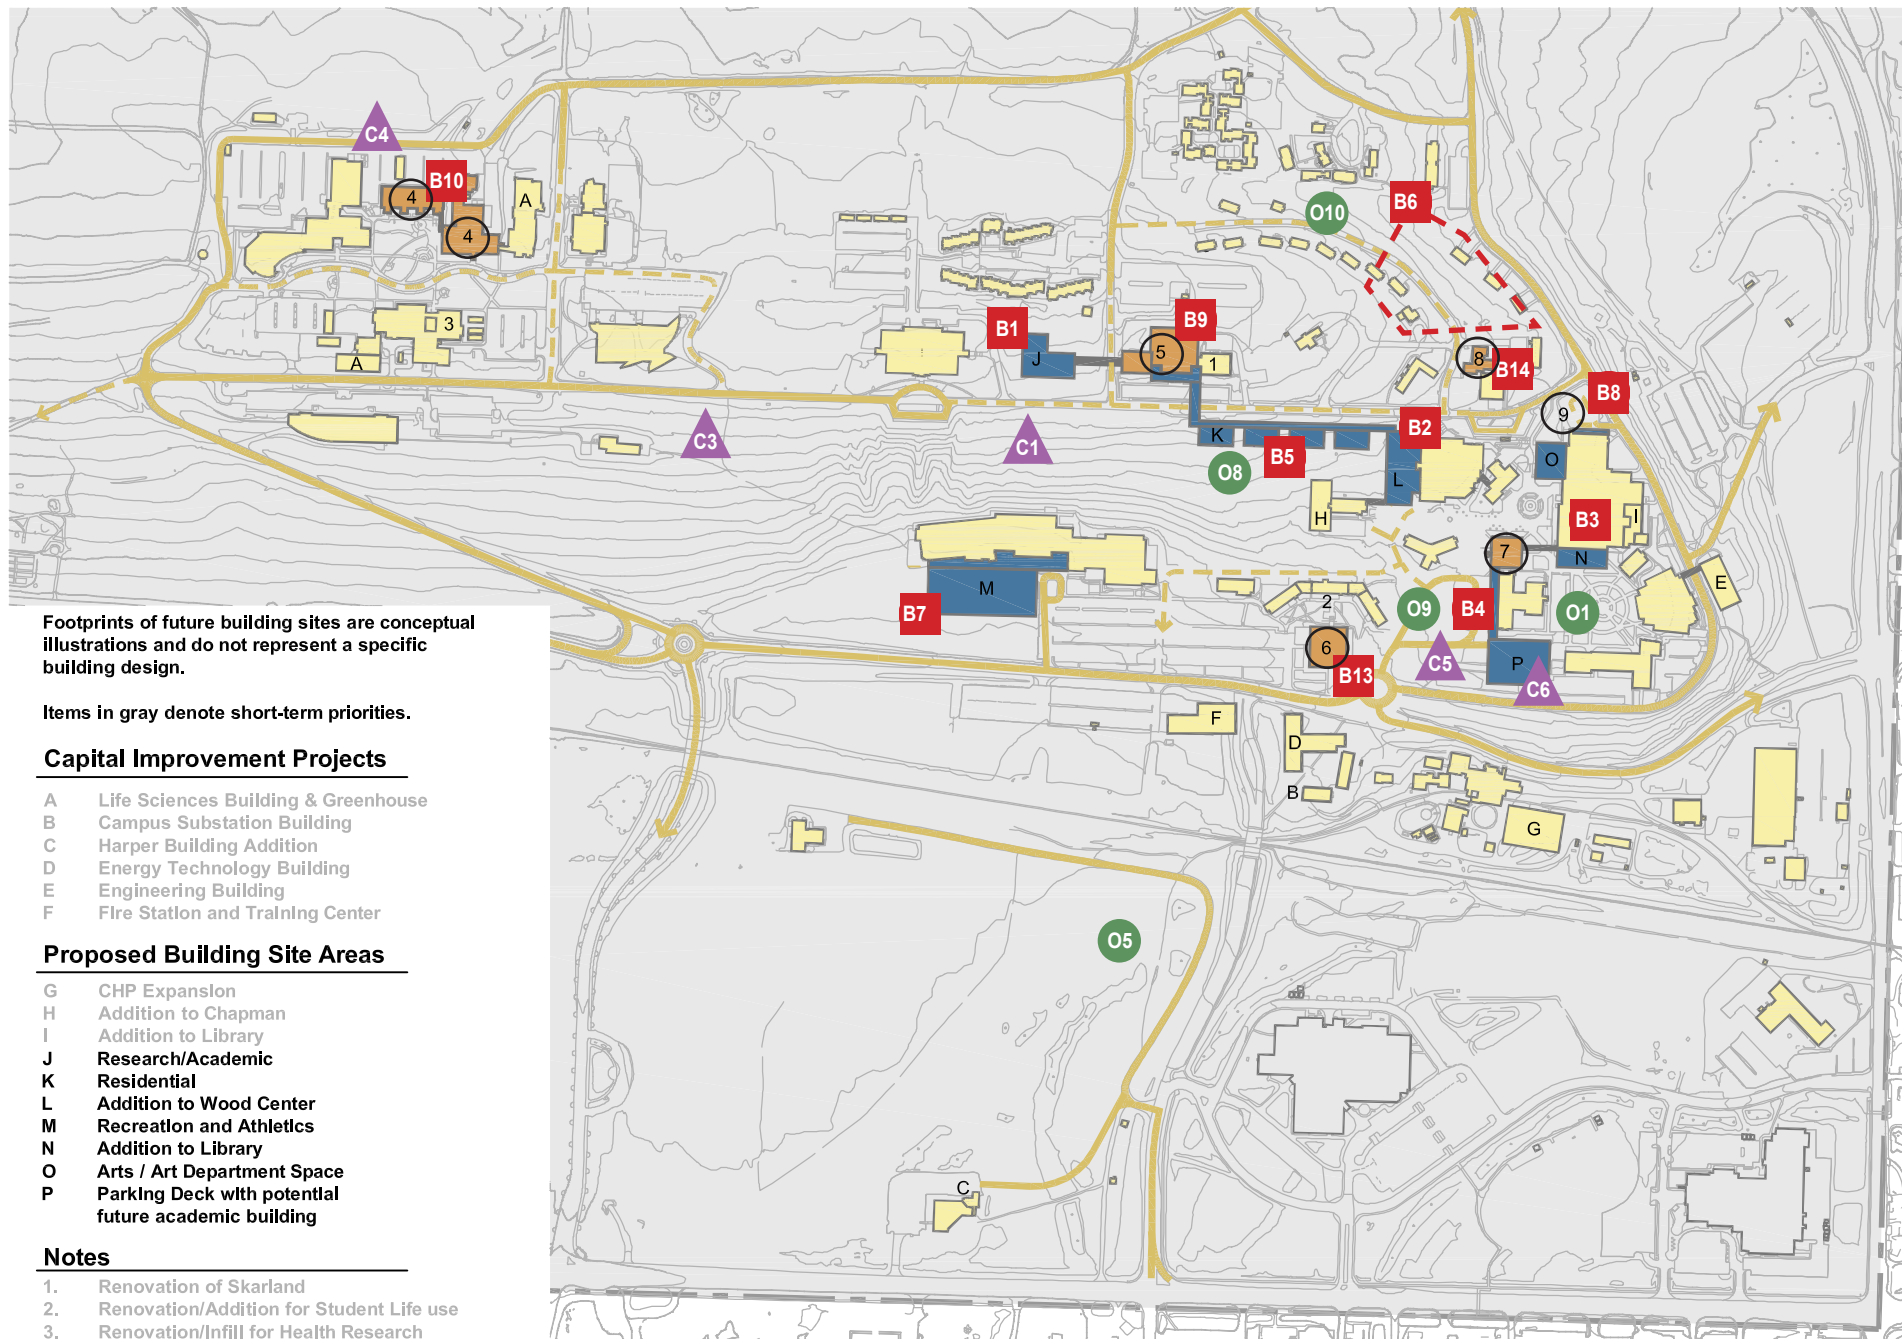 C4
B10
4
4
A
B6
O10
3
A
B1
J
B9
5
1
8
B14
B8
9
C3
C1
K
B5
O8
B2
L
O
H
B3
I
7
N
E
M
B7
2
O9
B4
O1
6
B13
C5
P
C6
F
D
B
G
O5
C
Footprints of future building sites are conceptual
illustrations and do not represent a specific
building design.
Items in gray denote short-term priorities.
Capital Improvement Projects
A Life Sciences Building & Greenhouse
B Campus Substation Building
C Harper Building Addition
D Energy Technology Building
E Engineering Building
F Fire Station and Training Center
Proposed Building Site Areas
G CHP Expansion
H Addition to Chapman
I Addition to Library
J Research/Academic
K Residential
L Addition to Wood Center
M Recreation and Athletics
N Addition to Library
O Arts / Art Department Space
P Parking Deck with potential
future academic building
Notes
1. Renovation of Skarland
2. Renovation/Addition for Student Life use
3. Renovation/Infill for Health Research